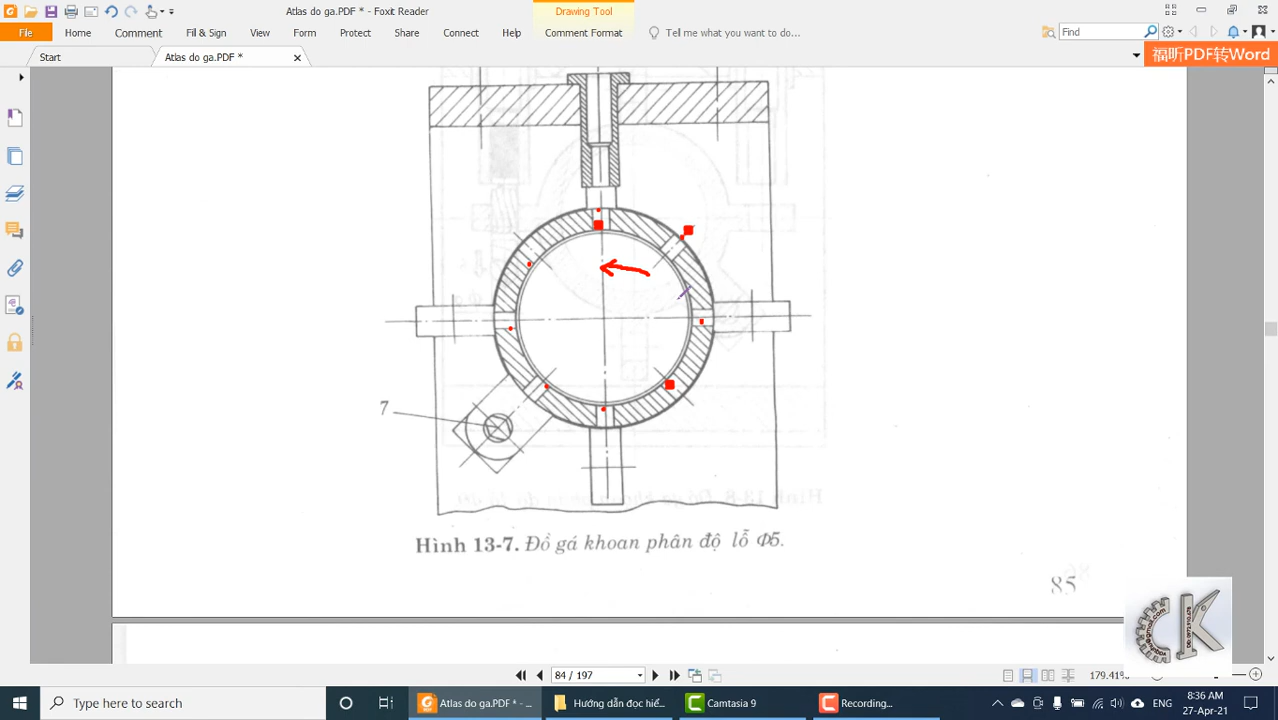 Atlas do ga.PDF * - Foxit Reader
Drawing Tool
File
Home
Comment
Fill & Sign
View
Form
Protect
Share
Connect
Help
Comment Format
Tell me what you want to do...
Find
Start
Atlas do ga.PDF *
福昕PDF转Word
7
Hình 13-7. Đồ gá khoan phân độ lỗ Φ5.
85
84 / 197
179.41%
Type here to search
Atlas do ga.PDF * - ...
Hướng dẫn đọc hiể...
Camtasia 9
Recording...
8:36 AM
27-Apr-21